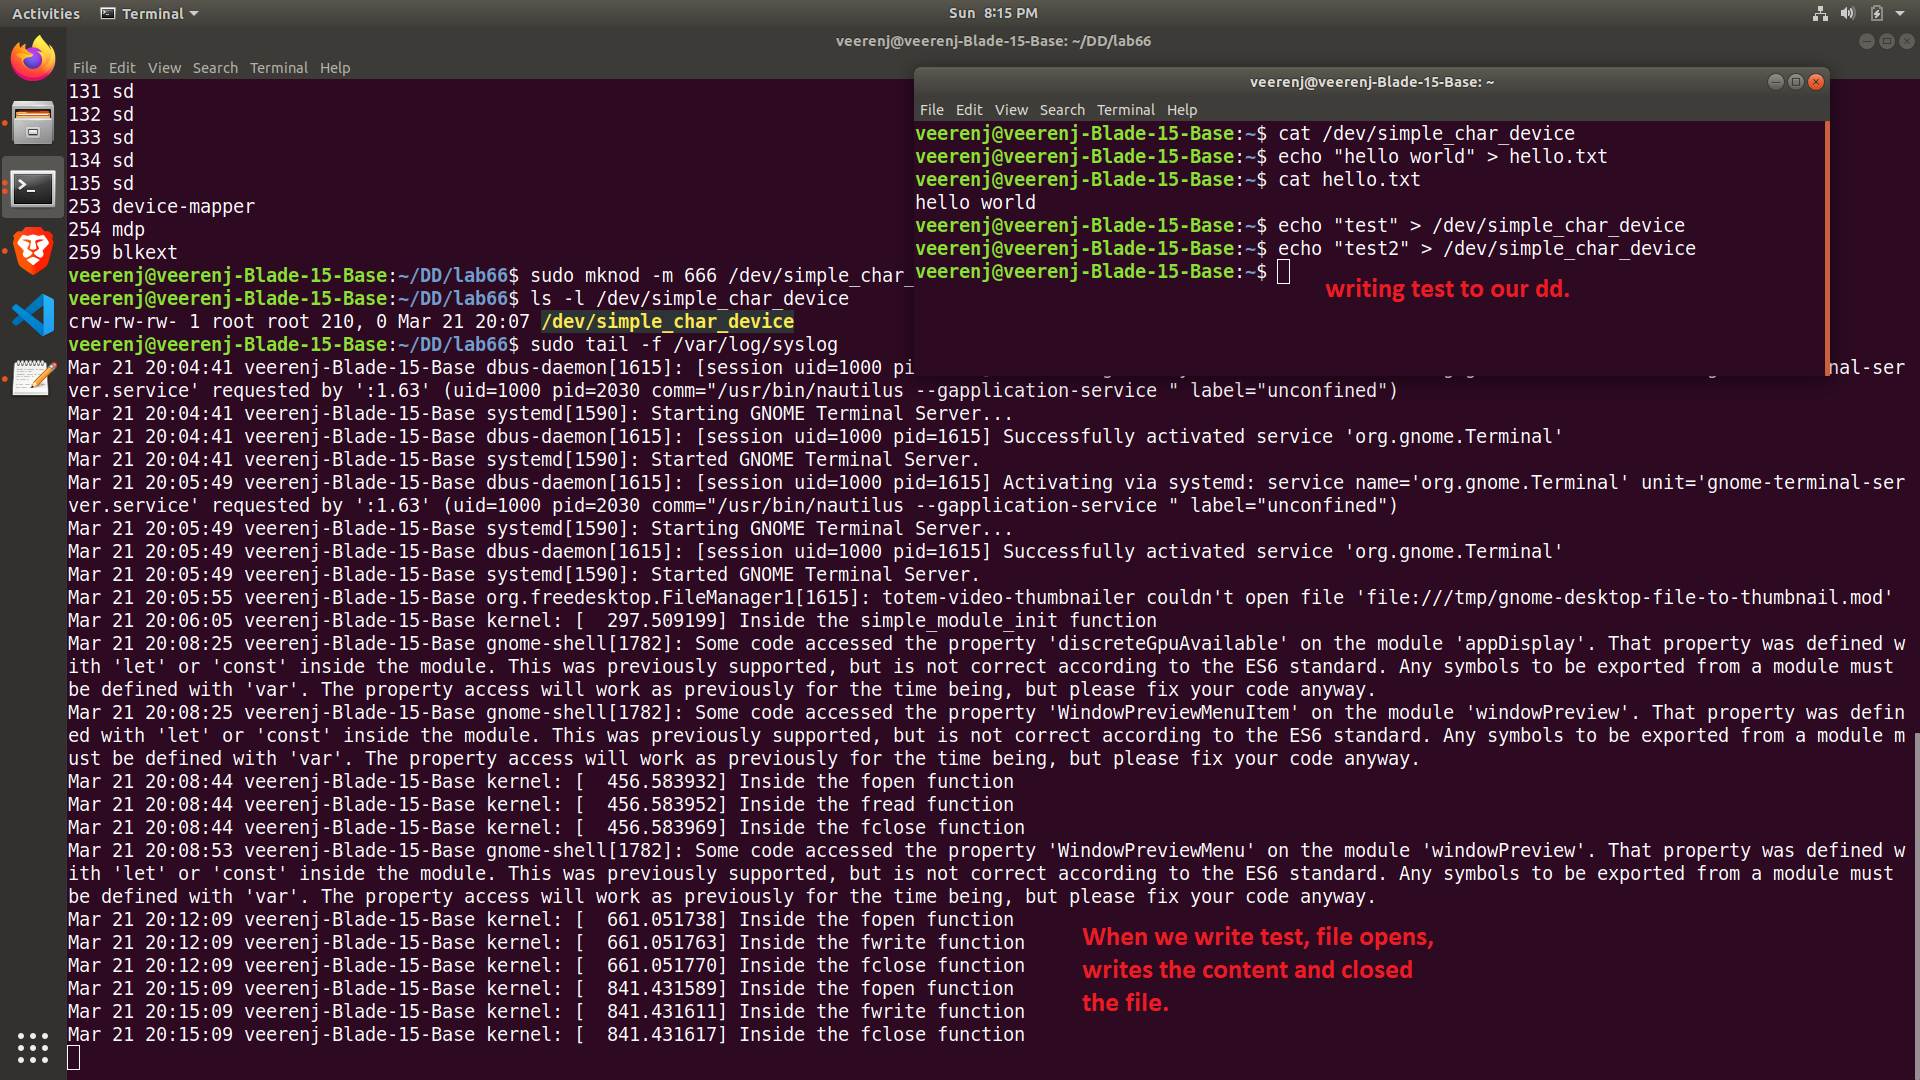 Activities Terminal Sun 8:15 PM
veerenj@veerenj-Blade-15-Base: ~/DD/lab66
File Edit View Search Terminal Help
131 sd
132 sd
133 sd
134 sd
135 sd
253 device-mapper
254 mdp
259 blkext
veerenj@veerenj-Blade-15-Base:~/DD/lab66$ sudo mknod -m 666 /dev/simple_char_
veerenj@veerenj-Blade-15-Base:~/DD/lab66$ ls -l /dev/simple_char_device
crw-rw-rw- 1 root root 210, 0 Mar 21 20:07 /dev/simple_char_device
veerenj@veerenj-Blade-15-Base:~/DD/lab66$ sudo tail -f /var/log/syslog
Mar 21 20:04:41 veerenj-Blade-15-Base dbus-daemon[1615]: [session uid=1000 pi nal-ser
ver.service' requested by ':1.63' (uid=1000 pid=2030 comm="/usr/bin/nautilus --gapplication-service " label="unconfined")
Mar 21 20:04:41 veerenj-Blade-15-Base systemd[1590]: Starting GNOME Terminal Server...
Mar 21 20:04:41 veerenj-Blade-15-Base dbus-daemon[1615]: [session uid=1000 pid=1615] Successfully activated service 'org.gnome.Terminal'
Mar 21 20:04:41 veerenj-Blade-15-Base systemd[1590]: Started GNOME Terminal Server.
Mar 21 20:05:49 veerenj-Blade-15-Base dbus-daemon[1615]: [session uid=1000 pid=1615] Activating via systemd: service name='org.gnome.Terminal' unit='gnome-terminal-ser
ver.service' requested by ':1.63' (uid=1000 pid=2030 comm="/usr/bin/nautilus --gapplication-service " label="unconfined")
Mar 21 20:05:49 veerenj-Blade-15-Base systemd[1590]: Starting GNOME Terminal Server...
Mar 21 20:05:49 veerenj-Blade-15-Base dbus-daemon[1615]: [session uid=1000 pid=1615] Successfully activated service 'org.gnome.Terminal'
Mar 21 20:05:49 veerenj-Blade-15-Base systemd[1590]: Started GNOME Terminal Server.
Mar 21 20:05:55 veerenj-Blade-15-Base org.freedesktop.FileManager1[1615]: totem-video-thumbnailer couldn't open file 'file:///tmp/gnome-desktop-file-to-thumbnail.mod'
Mar 21 20:06:05 veerenj-Blade-15-Base kernel: [  297.509199] Inside the simple_module_init function
Mar 21 20:08:25 veerenj-Blade-15-Base gnome-shell[1782]: Some code accessed the property 'discreteGpuAvailable' on the module 'appDisplay'. That property was defined w
ith 'let' or 'const' inside the module. This was previously supported, but is not correct according to the ES6 standard. Any symbols to be exported from a module must
be defined with 'var'. The property access will work as previously for the time being, but please fix your code anyway.
Mar 21 20:08:25 veerenj-Blade-15-Base gnome-shell[1782]: Some code accessed the property 'WindowPreviewMenuItem' on the module 'windowPreview'. That property was defin
ed with 'let' or 'const' inside the module. This was previously supported, but is not correct according to the ES6 standard. Any symbols to be exported from a module m
ust be defined with 'var'. The property access will work as previously for the time being, but please fix your code anyway.
Mar 21 20:08:44 veerenj-Blade-15-Base kernel: [  456.583932] Inside the fopen function
Mar 21 20:08:44 veerenj-Blade-15-Base kernel: [  456.583952] Inside the fread function
Mar 21 20:08:44 veerenj-Blade-15-Base kernel: [  456.583969] Inside the fclose function
Mar 21 20:08:53 veerenj-Blade-15-Base gnome-shell[1782]: Some code accessed the property 'WindowPreviewMenu' on the module 'windowPreview'. That property was defined w
ith 'let' or 'const' inside the module. This was previously supported, but is not correct according to the ES6 standard. Any symbols to be exported from a module must
be defined with 'var'. The property access will work as previously for the time being, but please fix your code anyway.
Mar 21 20:12:09 veerenj-Blade-15-Base kernel: [  661.051738] Inside the fopen function
Mar 21 20:12:09 veerenj-Blade-15-Base kernel: [  661.051763] Inside the fwrite function
Mar 21 20:12:09 veerenj-Blade-15-Base kernel: [  661.051770] Inside the fclose function
Mar 21 20:15:09 veerenj-Blade-15-Base kernel: [  841.431589] Inside the fopen function
Mar 21 20:15:09 veerenj-Blade-15-Base kernel: [  841.431611] Inside the fwrite function
Mar 21 20:15:09 veerenj-Blade-15-Base kernel: [  841.431617] Inside the fclose function
When we write test, file opens,
writes the content and closed
the file.
veerenj@veerenj-Blade-15-Base: ~
File Edit View Search Terminal Help
veerenj@veerenj-Blade-15-Base:~$ cat /dev/simple_char_device
veerenj@veerenj-Blade-15-Base:~$ echo "hello world" > hello.txt
veerenj@veerenj-Blade-15-Base:~$ cat hello.txt
hello world
veerenj@veerenj-Blade-15-Base:~$ echo "test" > /dev/simple_char_device
veerenj@veerenj-Blade-15-Base:~$ echo "test2" > /dev/simple_char_device
veerenj@veerenj-Blade-15-Base:~$
writing test to our dd.